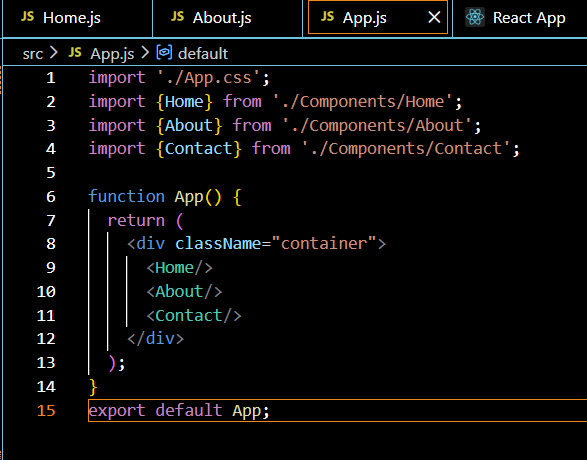 JS Home.js JS About.js JS App.js React App
src > JS App.js > default
1 import './App.css';
2 import {Home} from './Components/Home';
3 import {About} from './Components/About';
4 import {Contact} from './Components/Contact';
5
6 function App() {
7 return (
8 <div className="container">
9 <Home/>
10 <About/>
11 <Contact/>
12 </div>
13 );
14 }
15 export default App;